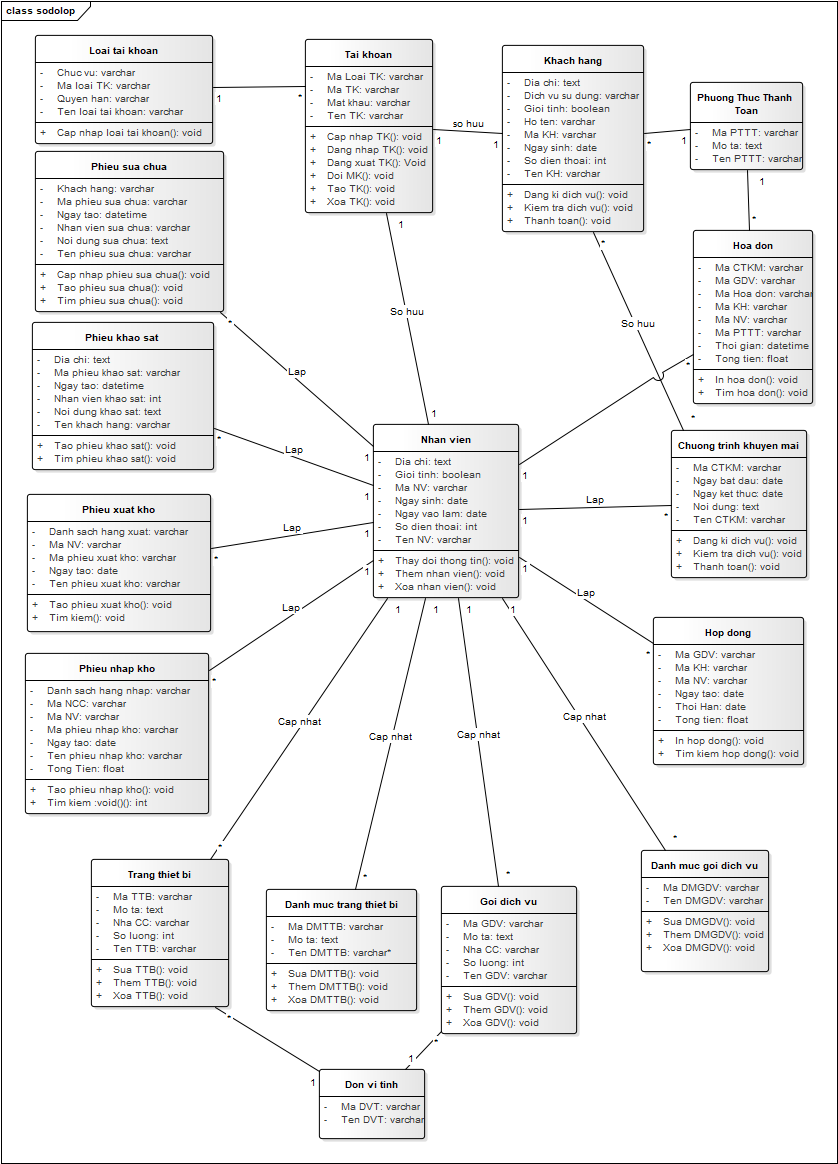 class sodolop
Loai tai khoan
- Chuc vu: varchar
- Ma loai TK: varchar
- Quyen han: varchar
- Ten loai tai khoan: varchar
+ Cap nhap loai tai khoan(): void
1
*
Tai khoan
- Ma Loai TK: varchar
- Ma TK: varchar
- Mat khau: varchar
- Ten TK: varchar
+ Cap nhap TK(): void
+ Dang nhap TK(): void
+ Dang xuat TK(): Void
+ Doi MK(): void
+ Tao TK(): void
+ Xoa TK(): void
so huu
1
1
Khach hang
- Dia chi: text
- Dich vu su dung: varchar
- Gioi tinh: boolean
- Ho ten: varchar
- Ma KH: varchar
- Ngay sinh: date
- So dien thoai: int
- Ten KH: varchar
+ Dang ki dich vu(): void
+ Kiem tra dich vu(): void
+ Thanh toan(): void
*
1
Phuong Thuc Thanh
Toan
- Ma PTTT: varchar
- Mo ta: text
- Ten PTTT: varchar
1
*
Phieu sua chua
- Khach hang: varchar
- Ma phieu sua chua: varchar
- Ngay tao: datetime
- Nhan vien sua chua: varchar
- Noi dung sua chua: text
- Ten phieu sua chua: varchar
+ Cap nhap phieu sua chua(): void
+ Tao phieu sua chua(): void
+ Tim phieu sua chua(): void
*
Lap
1
1
So huu
1
*
So huu
*
Hoa don
- Ma CTKM: varchar
- Ma GDV: varchar
- Ma Hoa don: varchar
- Ma KH: varchar
- Ma NV: varchar
- Ma PTTT: varchar
- Thoi gian: datetime
- Tong tien: float
+ In hoa don(): void
+ Tim hoa don(): void
*
1
Phieu khao sat
- Dia chi: text
- Ma phieu khao sat: varchar
- Ngay tao: datetime
- Nhan vien khao sat: int
- Noi dung khao sat: text
- Ten khach hang: varchar
+ Tao phieu khao sat(): void
+ Tim phieu khao sat(): void
*
Lap
1
Nhan vien
- Dia chi: text
- Gioi tinh: boolean
- Ma NV: varchar
- Ngay sinh: date
- Ngay vao lam: date
- So dien thoai: int
- Ten NV: varchar
+ Thay doi thong tin(): void
+ Them nhan vien(): void
+ Xoa nhan vien(): void
1
Lap
*
Chuong trinh khuyen mai
- Ma CTKM: varchar
- Ngay bat dau: date
- Ngay ket thuc: date
- Noi dung: text
- Ten CTKM: varchar
+ Dang ki dich vu(): void
+ Kiem tra dich vu(): void
+ Thanh toan(): void
Phieu xuat kho
- Danh sach hang xuat: varchar
- Ma NV: varchar
- Ma phieu xuat kho: varchar
- Ngay tao: date
- Ten phieu xuat kho: varchar
+ Tao phieu xuat kho(): void
+ Tim kiem(): void
*
Lap
1
1
Lap
*
Hop dong
- Ma GDV: varchar
- Ma KH: varchar
- Ma NV: varchar
- Ngay tao: date
- Thoi Han: date
- Tong tien: float
+ In hop dong(): void
+ Tim kiem hop dong(): void
Phieu nhap kho
- Danh sach hang nhap: varchar
- Ma NCC: varchar
- Ma NV: varchar
- Ma phieu nhap kho: varchar
- Ngay tao: date
- Ten phieu nhap kho: varchar
- Tong Tien: float
+ Tao phieu nhap kho(): void
+ Tim kiem :void()(): int
*
Lap
1
1
Cap nhat
*
1
Cap nhat
*
1
Cap nhat
*
1
Cap nhat
*
Trang thiet bi
- Ma TTB: varchar
- Mo ta: text
- Nha CC: varchar
- So luong: int
- Ten TTB: varchar
+ Sua TTB(): void
+ Them TTB(): void
+ Xoa TTB(): void
Danh muc trang thiet bi
- Ma DMTTB: varchar
- Mo ta: text
- Ten DMTTB: varchar*
+ Sua DMTTB(): void
+ Them DMTTB(): void
+ Xoa DMTTB(): void
Goi dich vu
- Ma GDV: varchar
- Mo ta: text
- Nha CC: varchar
- So luong: int
- Ten GDV: varchar
+ Sua GDV(): void
+ Them GDV(): void
+ Xoa GDV(): void
Danh muc goi dich vu
- Ma DMGDV: varchar
- Ten DMGDV: varchar
+ Sua DMGDV(): void
+ Them DMGDV(): void
+ Xoa DMGDV(): void
*
1
*
1
Don vi tinh
- Ma DVT: varchar
- Ten DVT: varchar